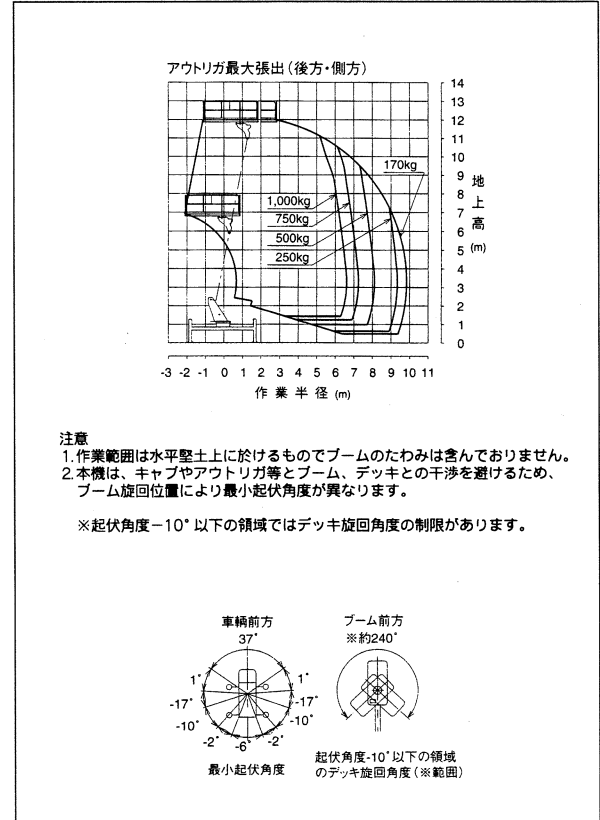 アウトリガ最大張出(後方・側方)
14
13
12
11
10
9
8
7
6
5
4
3
2
1
0
地上高
(m)
170kg
1,000kg
750kg
500kg
250kg
-3 -2 -1 0 1 2 3 4 5 6 7 8 9 10 11
作業半径 (m)
注意
1.作業範囲は水平堅土上に於けるものでブームのたわみは含んでおりません。
2.本機は、キャブやアウトリガ等とブーム、デッキとの干渉を避けるため、
ブーム旋回位置により最小起伏角度が異なります。
※起伏角度-10°以下の領域ではデッキ旋回角度の制限があります。
車輌前方
37°
1° 1°
-17° -17°
-10° -10°
-2° -6° -2°
最小起伏角度
ブーム前方
※約240°
起伏角度-10°以下の領域
のデッキ旋回角度(※範囲)